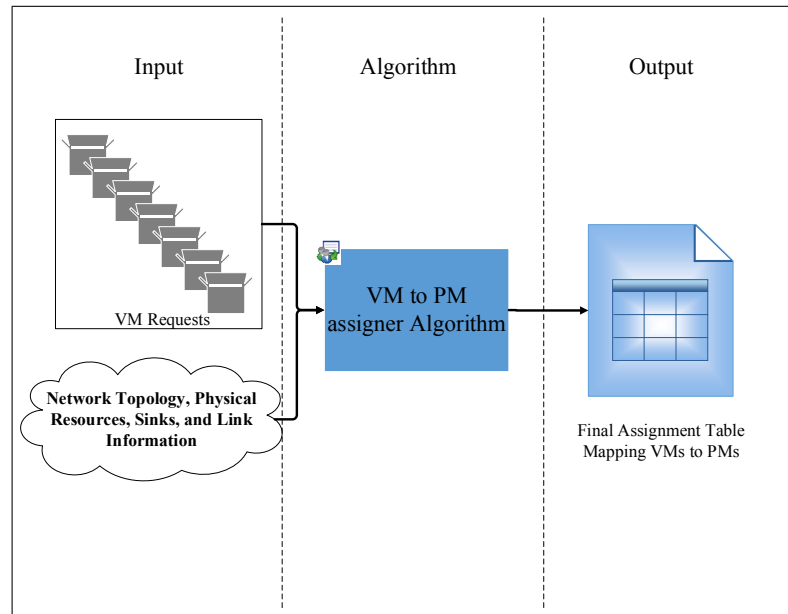 Input
Algorithm
Output
VM Requests
Network Topology, Physical
Resources, Sinks, and Link
Information
VM to PM
assigner Algorithm
Final Assignment Table
Mapping VMs to PMs